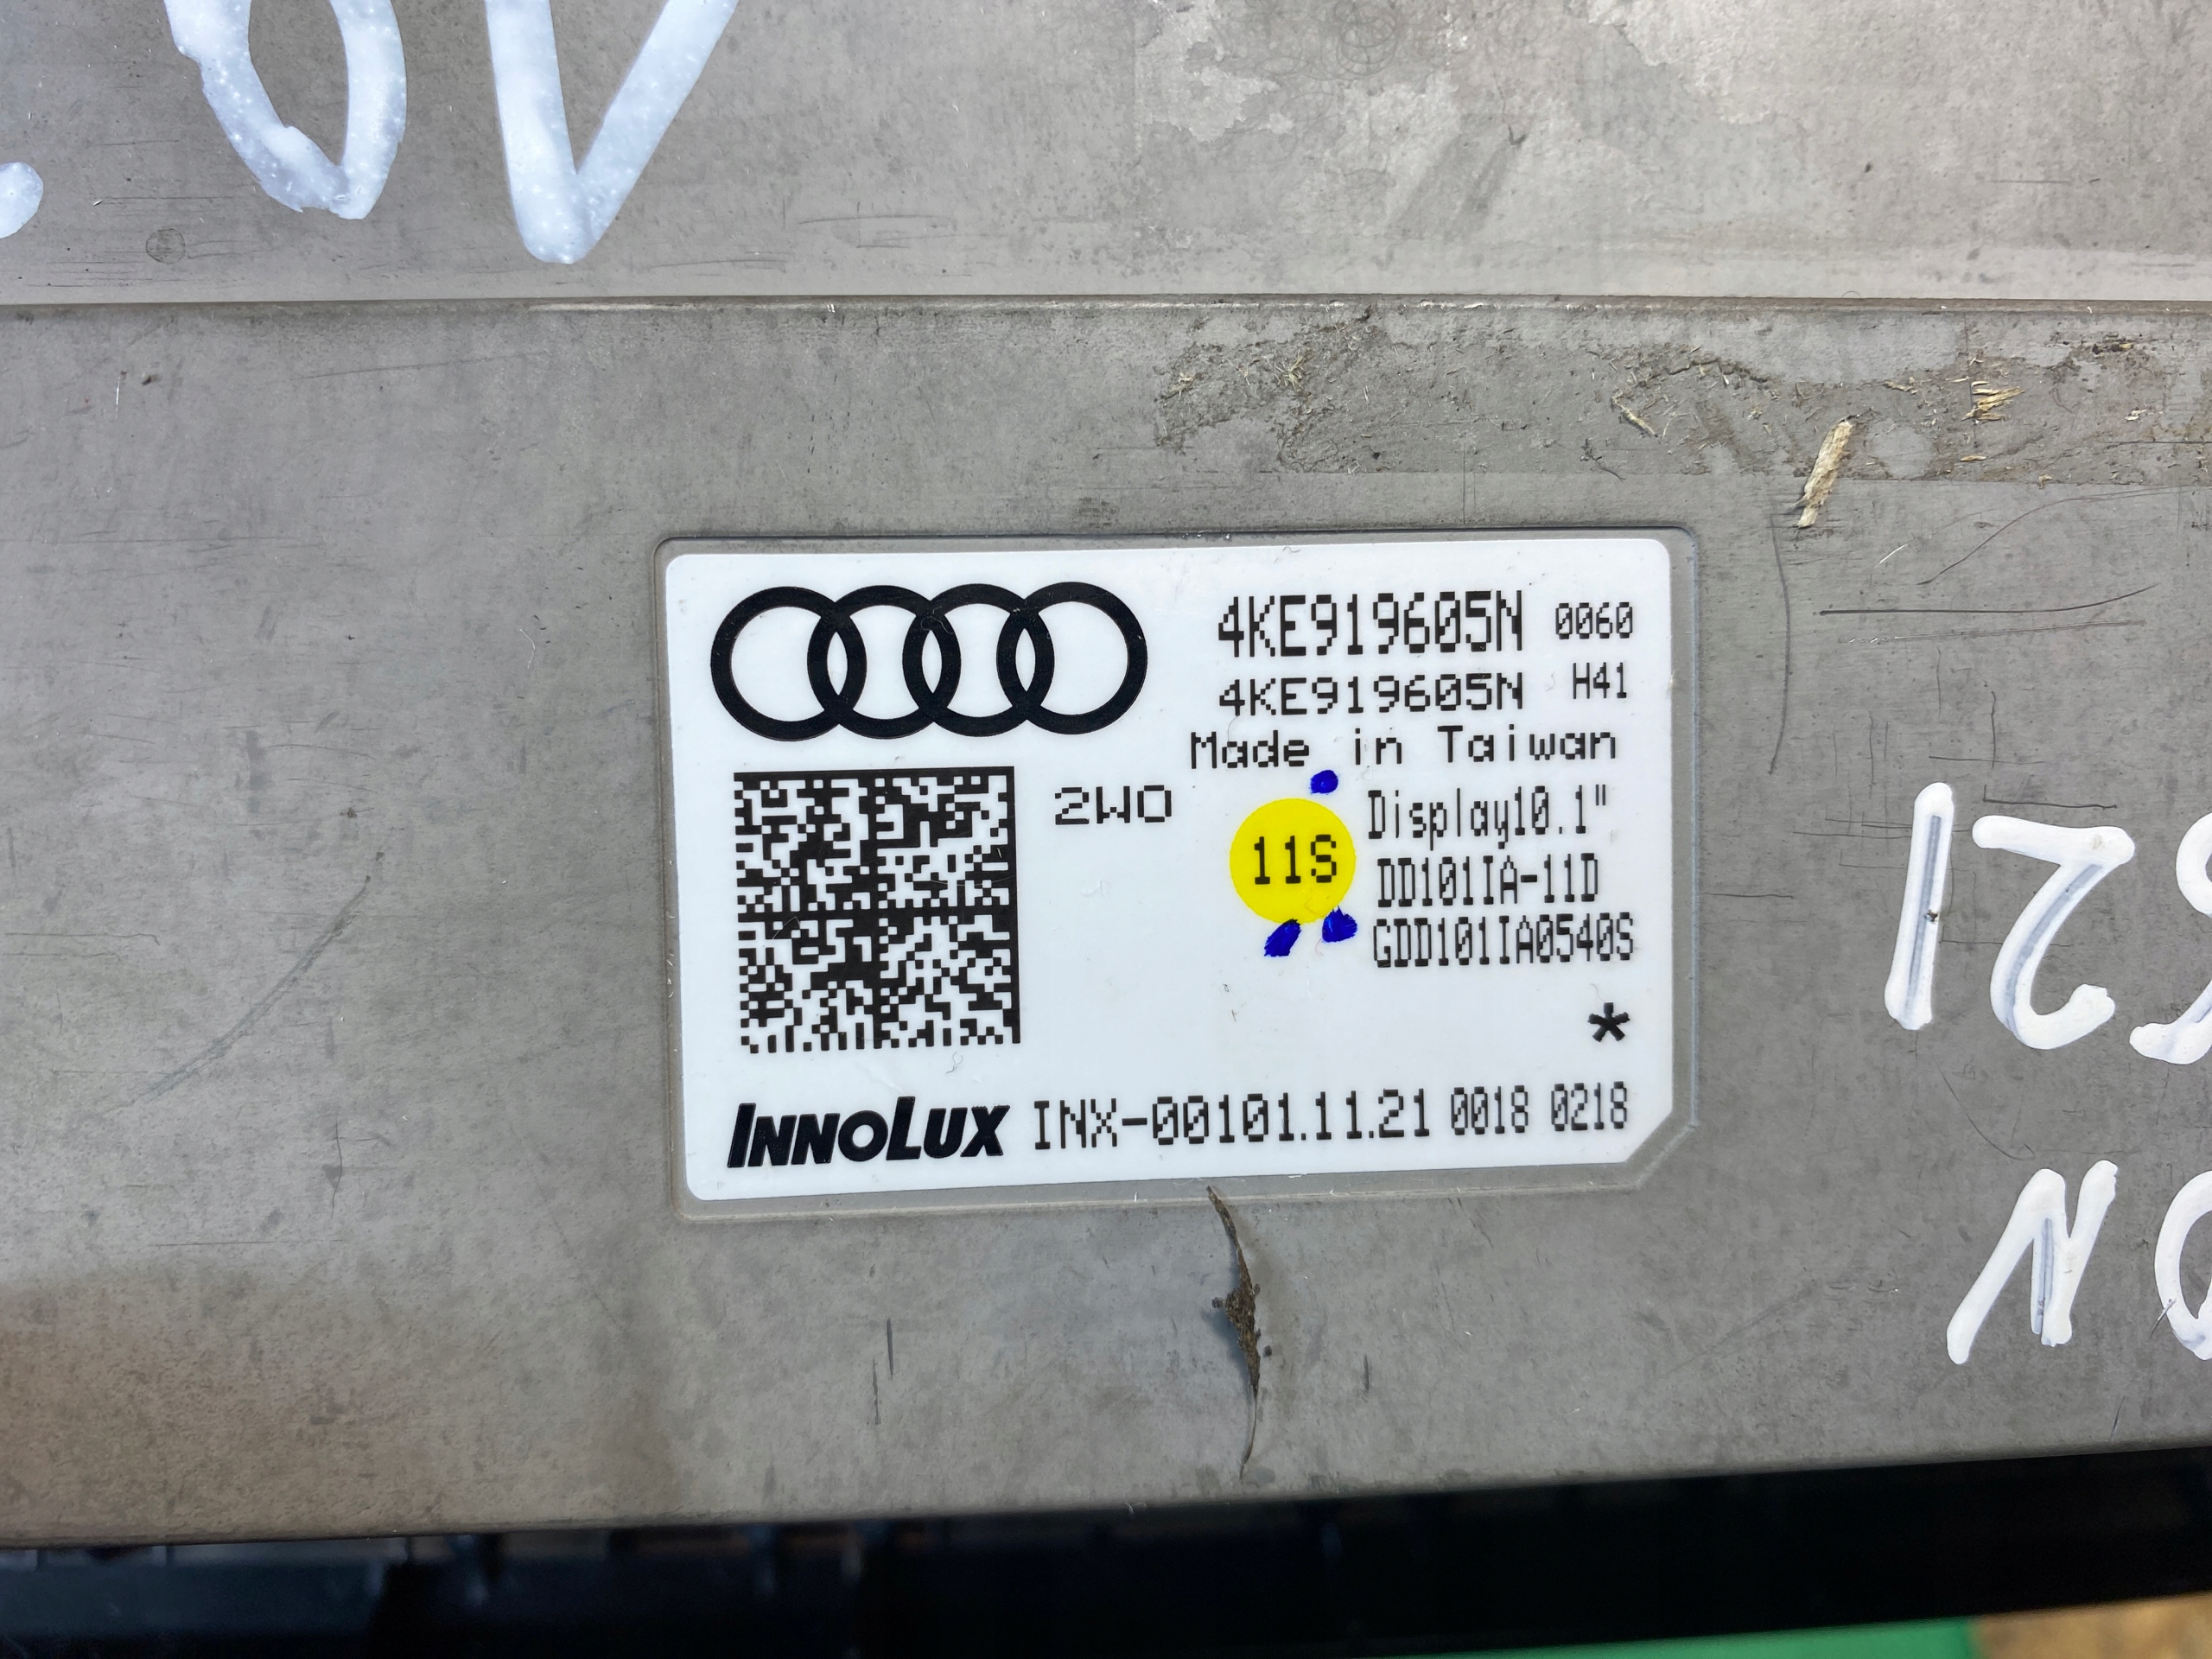 4KE919605N 0060
4KE919605N H41
Made in Taiwan
2WO
11S
Display10.1"
DD101IA-11D
GDD101IA0540S
*
INNOLUX INX-00101.11.21 0018 0218